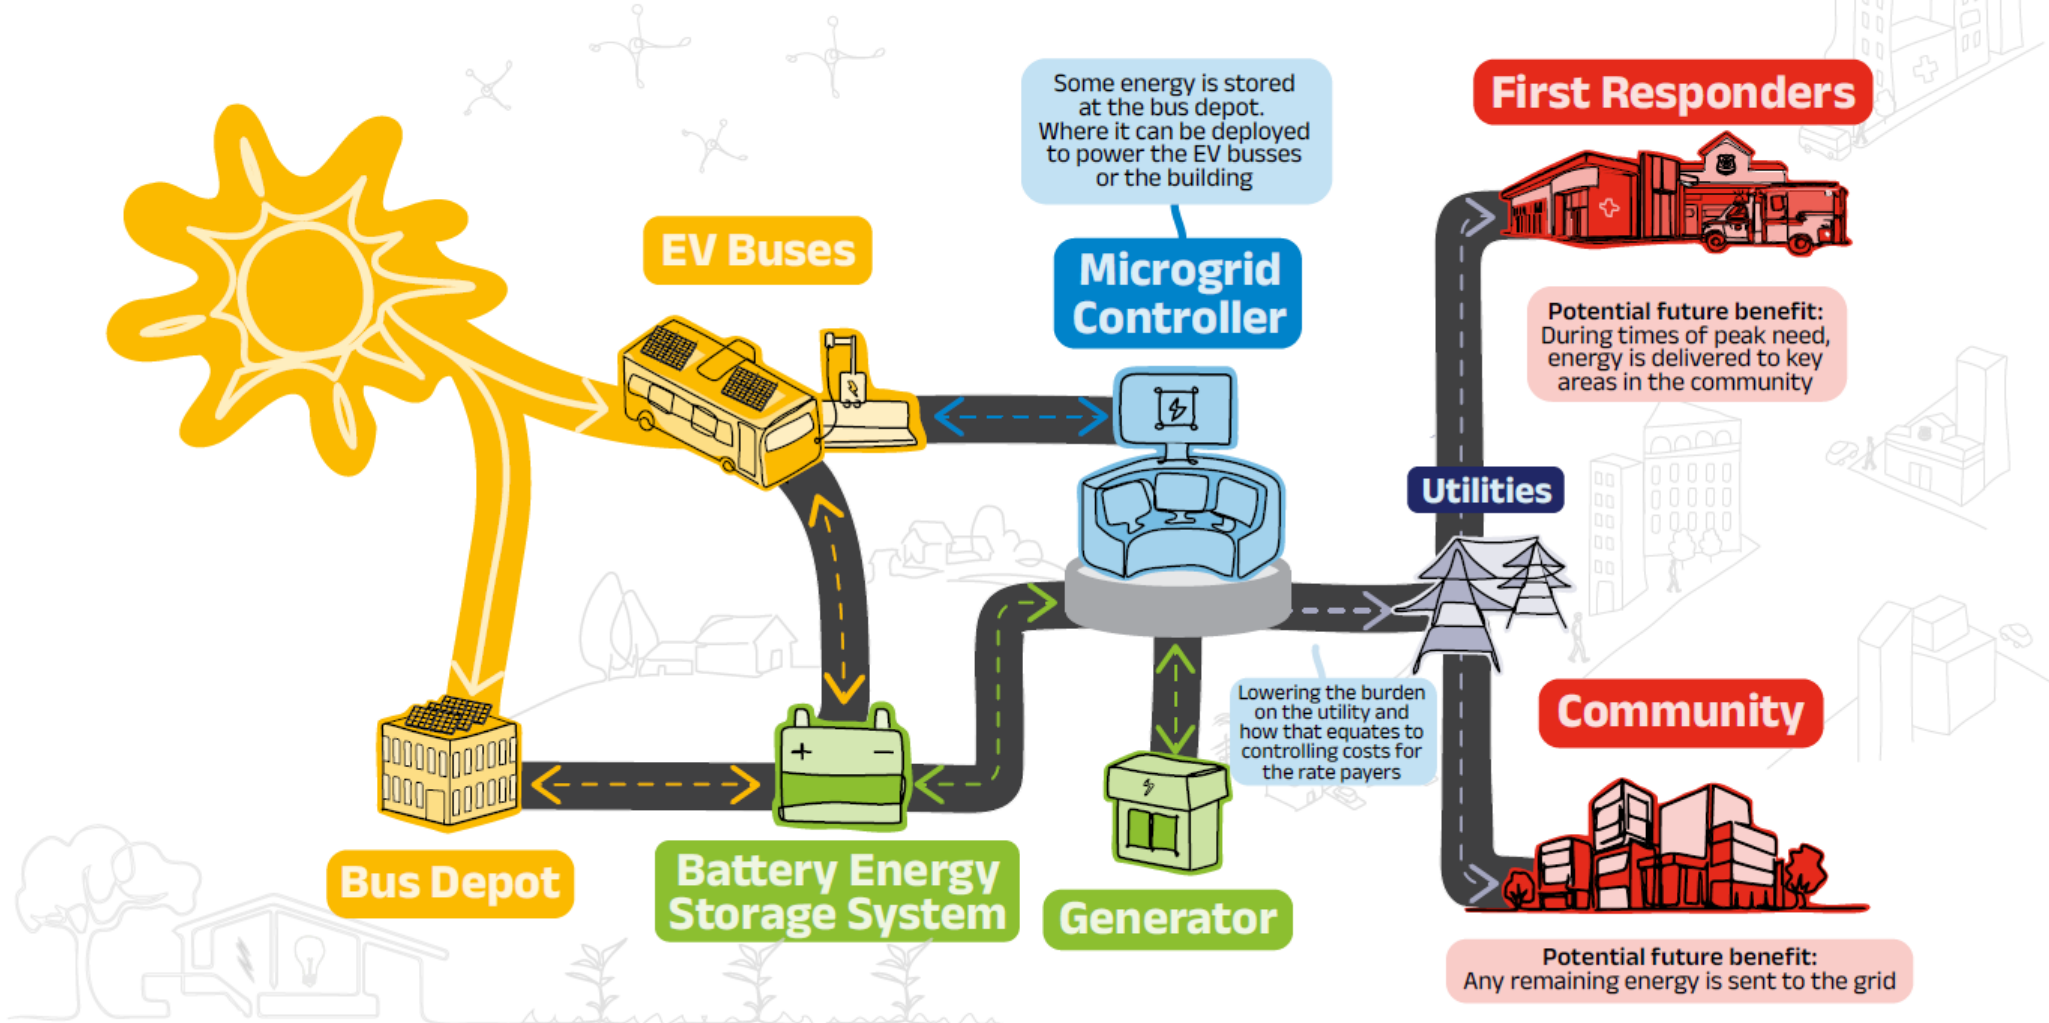 Some energy is stored
at the bus depot.
Where it can be deployed
to power the EV busses
or the building
First Responders
EV Buses
Microgrid
Controller
Potential future benefit:
During times of peak need,
energy is delivered to key
areas in the community
Utilities
Lowering the burden
on the utility and
how that equates to
controlling costs for
the rate payers
Community
+ −
Bus Depot
Battery Energy
Storage System
Generator
Potential future benefit:
Any remaining energy is sent to the grid